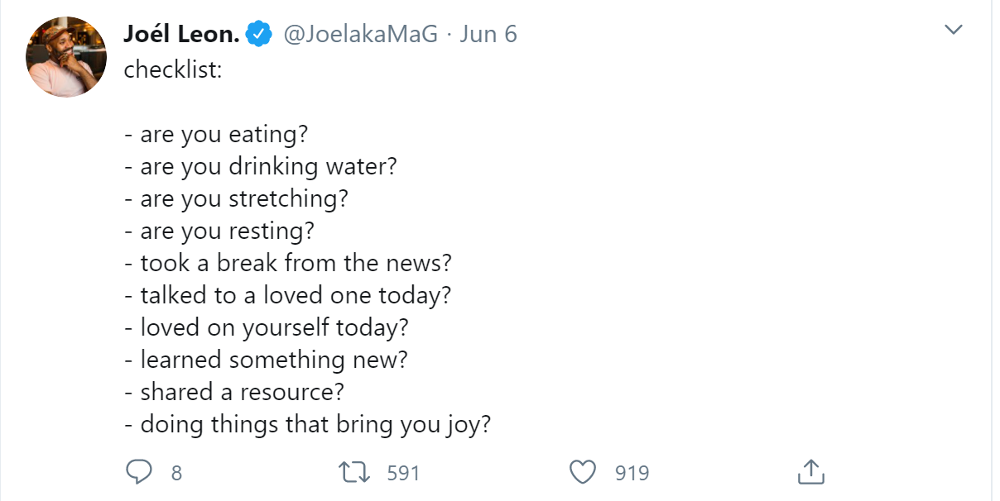 Joél Leon. @JoelakaMaG · Jun 6
checklist:
- are you eating?
- are you drinking water?
- are you stretching?
- are you resting?
- took a break from the news?
- talked to a loved one today?
- loved on yourself today?
- learned something new?
- shared a resource?
- doing things that bring you joy?
8 591 919